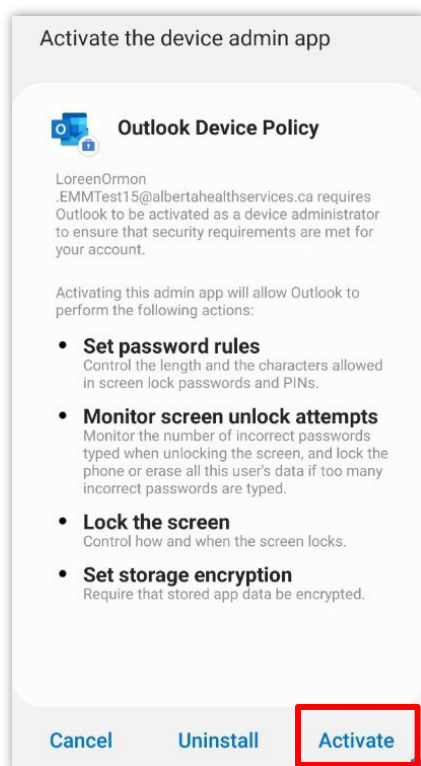 Activate the device admin app
Outlook Device Policy
LoreenOrmon
.EMMTest15@albertahealthservices.ca requires
Outlook to be activated as a device administrator
to ensure that security requirements are met for
your account.
Activating this admin app will allow Outlook to
perform the following actions:
• Set password rules
Control the length and the characters allowed
in screen lock passwords and PINs.
• Monitor screen unlock attempts
Monitor the number of incorrect passwords
typed when unlocking the screen, and lock the
phone or erase all this user's data if too many
incorrect passwords are typed.
• Lock the screen
Control how and when the screen locks.
• Set storage encryption
Require that stored app data be encrypted.
Cancel Uninstall Activate